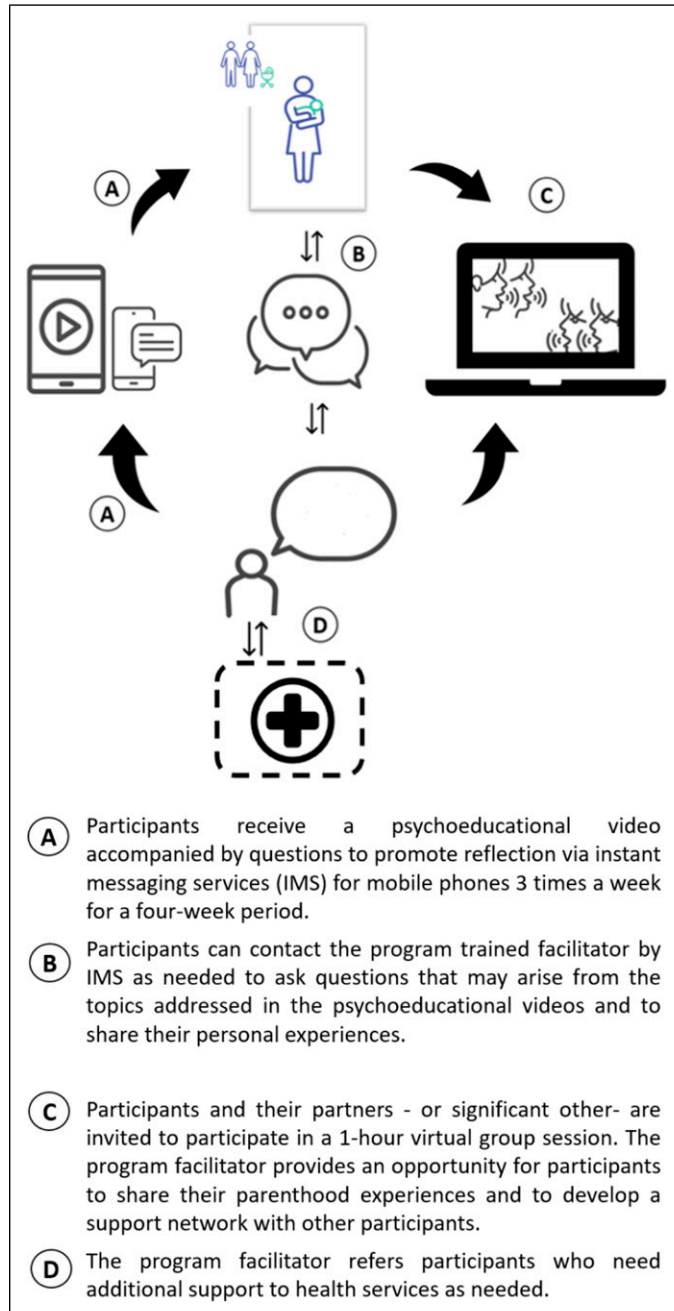 A
B
C
A
D
A Participants receive a psychoeducational video
accompanied by questions to promote reflection via instant
messaging services (IMS) for mobile phones 3 times a week
for a four-week period.
B Participants can contact the program trained facilitator by
IMS as needed to ask questions that may arise from the
topics addressed in the psychoeducational videos and to
share their personal experiences.
C Participants and their partners - or significant other- are
invited to participate in a 1-hour virtual group session. The
program facilitator provides an opportunity for participants
to share their parenthood experiences and to develop a
support network with other participants.
D The program facilitator refers participants who need
additional support to health services as needed.